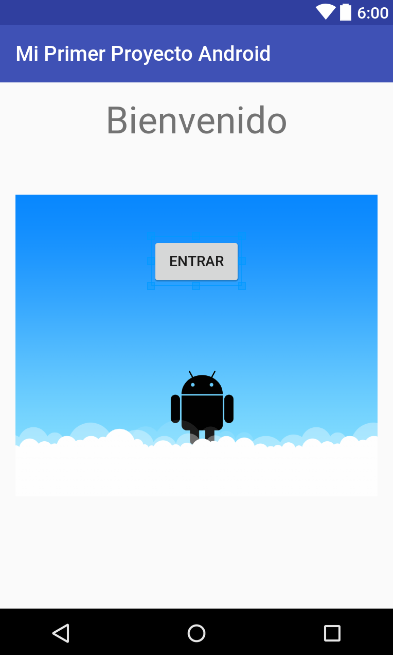 6:00
Mi Primer Proyecto Android
Bienvenido
ENTRAR